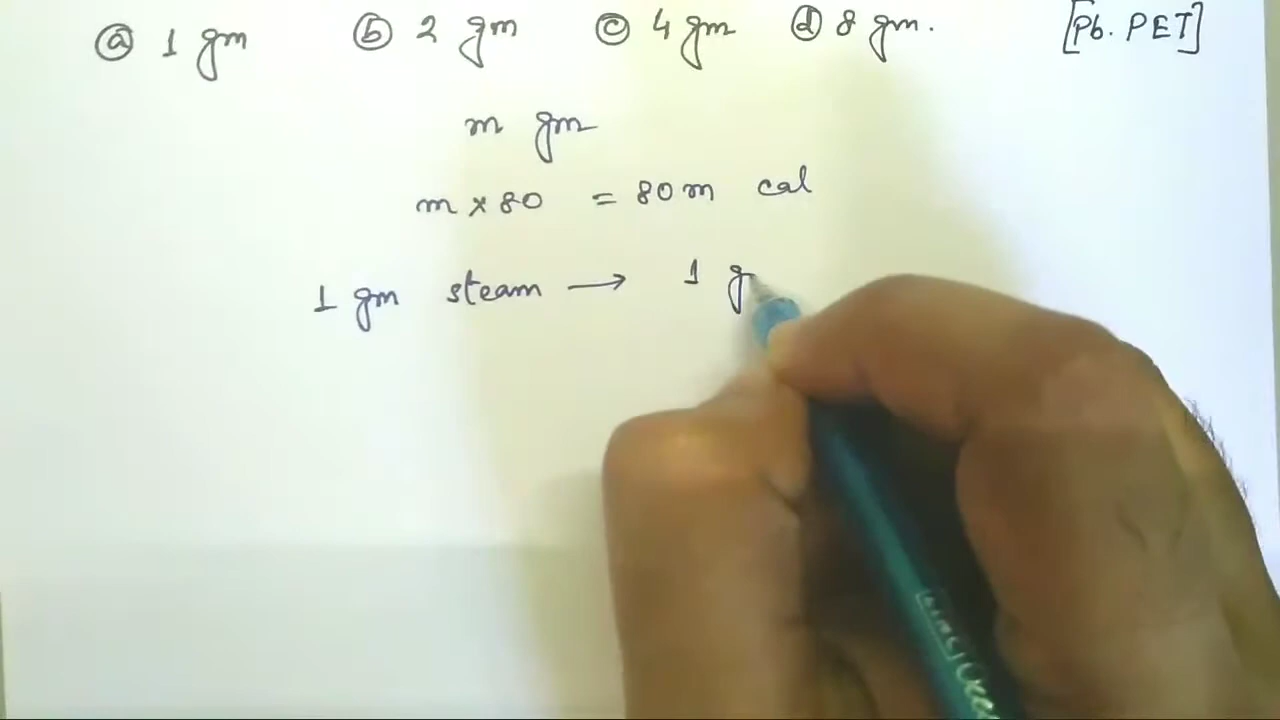 ⓐ 1 gm ⓑ 2 gm ⓒ 4 gm ⓓ 8 gm. [Pb. PET]
m gm
m × 80 = 80 m cal
1 gm steam → 1 g